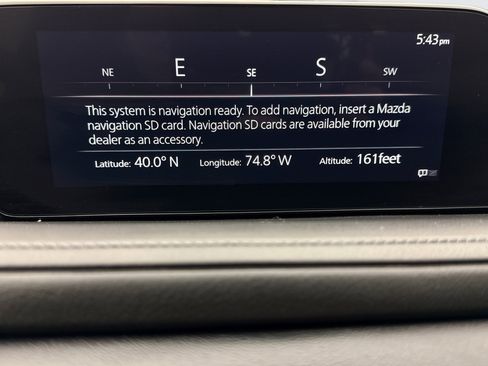 5:43pm
NE E SE S SW
This system is navigation ready. To add navigation, insert a Mazda
navigation SD card. Navigation SD cards are available from your
dealer as an accessory.
Latitude: 40.0° N Longitude: 74.8° W Altitude: 161feet